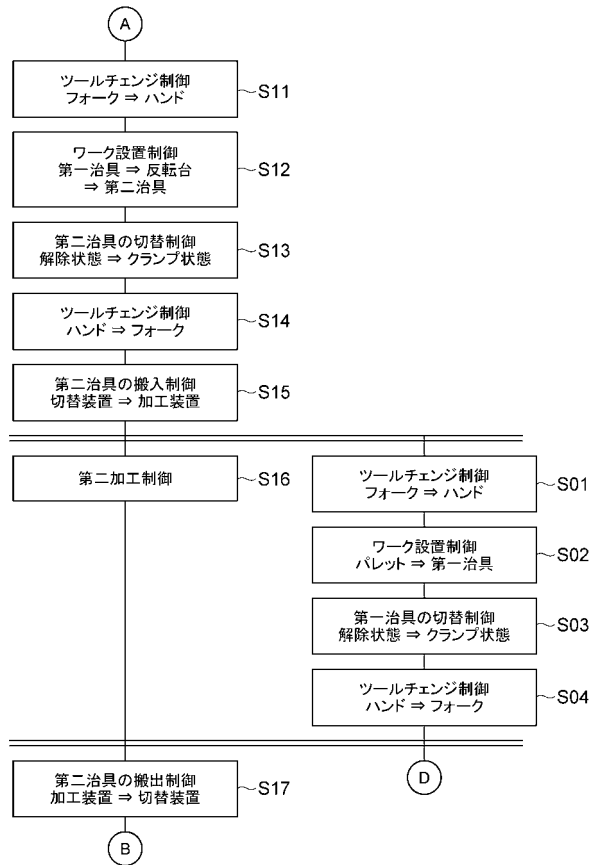 A
ツールチェンジ制御
フォーク ⇒ ハンド
S11
ワーク設置制御
第一治具 ⇒ 反転台
⇒ 第二治具
S12
第二治具の切替制御
解除状態 ⇒ クランプ状態
S13
ツールチェンジ制御
ハンド ⇒ フォーク
S14
第二治具の搬入制御
切替装置 ⇒ 加工装置
S15
第二加工制御
S16
ツールチェンジ制御
フォーク ⇒ ハンド
S01
ワーク設置制御
パレット ⇒ 第一治具
S02
第一治具の切替制御
解除状態 ⇒ クランプ状態
S03
ツールチェンジ制御
ハンド ⇒ フォーク
S04
第二治具の搬出制御
加工装置 ⇒ 切替装置
S17
D
B